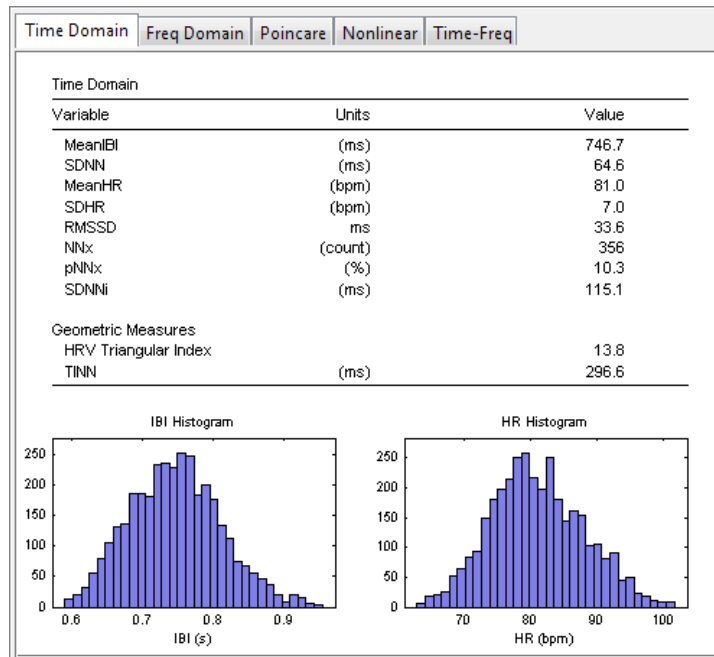 Time Domain Freq Domain Poincare Nonlinear Time-Freq
Time Domain
Variable Units Value
MeanIBI (ms) 746.7
SDNN (ms) 64.6
MeanHR (bpm) 81.0
SDHR (bpm) 7.0
RMSSD ms 33.6
NNx (count) 356
pNNx (%) 10.3
SDNNi (ms) 115.1
Geometric Measures
HRV Triangular Index 13.8
TINN (ms) 296.6
IBI Histogram
250
200
150
100
50
0
0.6 0.7 0.8 0.9
IBI (s)
HR Histogram
250
200
150
100
50
0
70 80 90 100
HR (bpm)